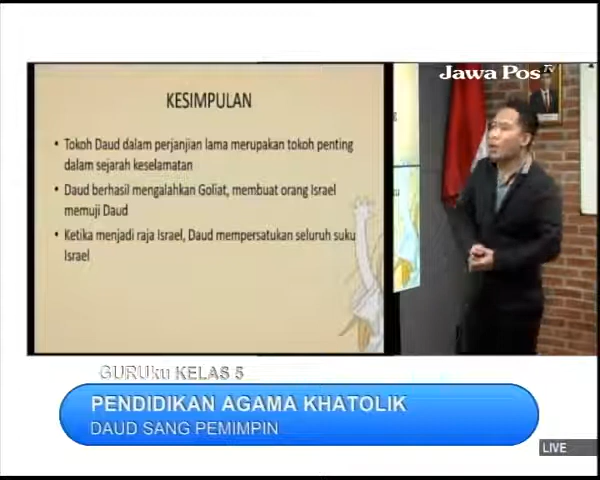 Jawa Pos tv
KESIMPULAN
• Tokoh Daud dalam perjanjian lama merupakan tokoh penting
dalam sejarah keselamatan
• Daud berhasil mengalahkan Goliat, membuat orang Israel
memuji Daud
• Ketika menjadi raja Israel, Daud mempersatukan seluruh suku
Israel
GURUku KELAS 5
PENDIDIKAN AGAMA KHATOLIK
DAUD SANG PEMIMPIN
LIVE